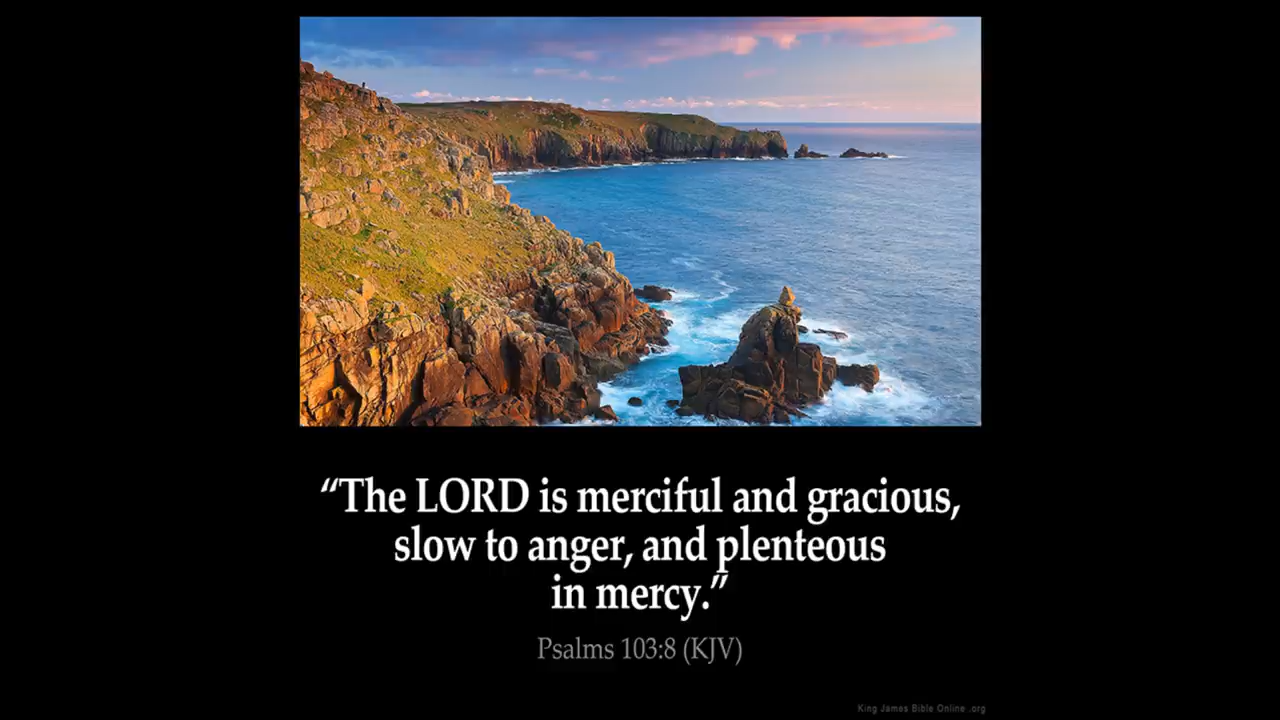 “The LORD is merciful and gracious,
slow to anger, and plenteous
in mercy.”
Psalms 103:8 (KJV)
King James Bible Online .org